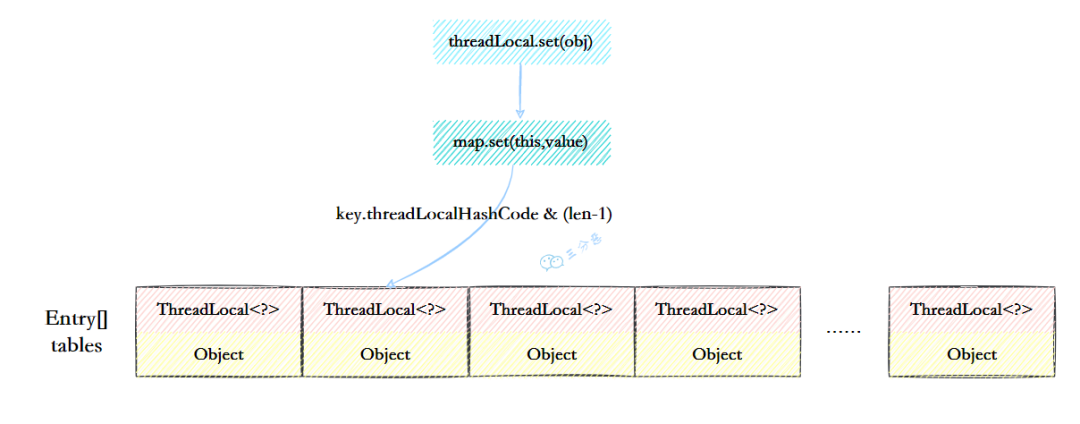 threadLocal.set(obj)
map.set(this,value)
key.threadLocalHashCode & (len-1)
三分恶
Entry[]
tables
ThreadLocal<?> ThreadLocal<?> ThreadLocal<?> ThreadLocal<?> ...... ThreadLocal<?>
Object Object Object Object Object